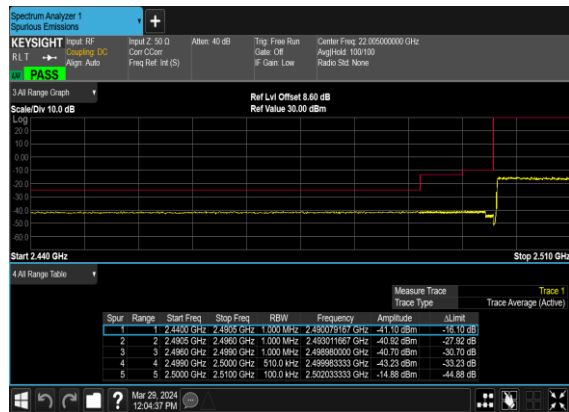 Spectrum Analyzer 1
Spurious Emissions
+
KEYSIGHT Input: RF Input Z: 50 Ω Atten: 40 dB Trig: Free Run Center Freq: 22.005000000 GHz
RLT Coupling: DC Corr CCorr Gate: Off Avg|Hold: 100/100
Align: Auto Freq Ref: Int (S) IF Gain: Low Radio Std: None
LXI PASS
3 All Range Graph
Ref Lvl Offset 8.60 dB
Scale/Div 10.0 dB Ref Value 30.00 dBm
Log
20.0
10.0
0.00
-10.0
-20.0
-30.0
-40.0
-50.0
-60.0
Start 2.440 GHz Stop 2.510 GHz
4 All Range Table
Measure Trace Trace 1
Trace Type Trace Average (Active)
Spur Range Start Freq Stop Freq RBW Frequency Amplitude ΔLimit
1 1 2.4400 GHz 2.4905 GHz 1.000 MHz 2.490079167 GHz -41.10 dBm -16.10 dB
2 2 2.4905 GHz 2.4960 GHz 1.000 MHz 2.493011667 GHz -40.92 dBm -27.92 dB
3 3 2.4960 GHz 2.4990 GHz 1.000 MHz 2.498980000 GHz -40.70 dBm -30.70 dB
4 4 2.4990 GHz 2.5000 GHz 510.0 kHz 2.499983333 GHz -43.23 dBm -33.23 dB
5 5 2.5000 GHz 2.5100 GHz 100.0 kHz 2.502033333 GHz -14.88 dBm -44.88 dB
? Mar 29, 2024
12:04:37 PM